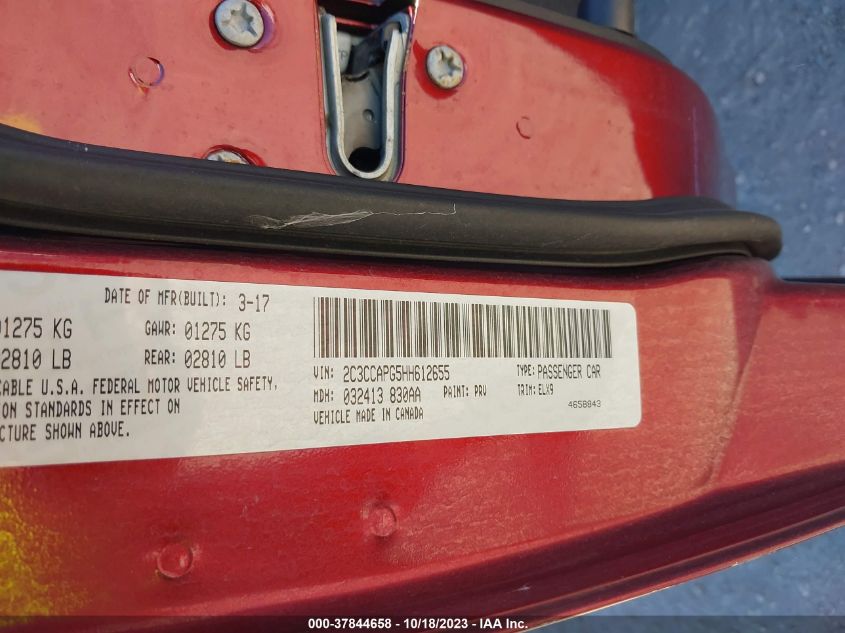 DATE OF MFR(BUILT): 3-17
01275 KG GAWR: 01275 KG
02810 LB REAR: 02810 LB
CABLE U.S.A. FEDERAL MOTOR VEHICLE SAFETY,
ON STANDARDS IN EFFECT ON
CTURE SHOWN ABOVE.
VIN: 2C3CCAPG5HH612655 TYPE: PASSENGER CAR
MDH: 032413 830AA PAINT: PRV TRIM: ELX9
VEHICLE MADE IN CANADA 4658843
000-37844658 - 10/18/2023 - IAA Inc.